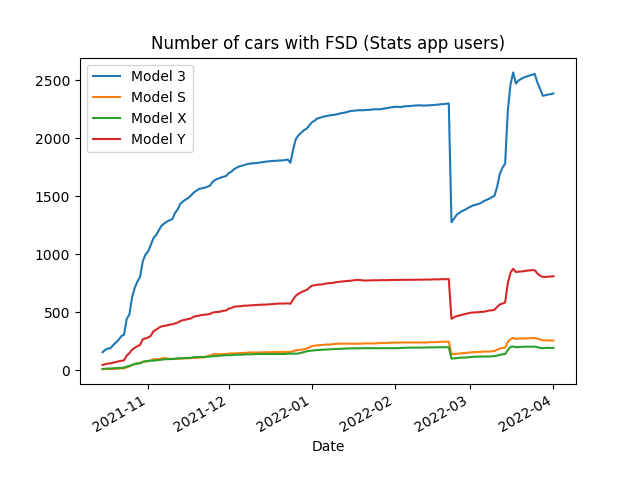 Number of cars with FSD (Stats app users)
Model 3
Model S
Model X
Model Y
2500
2000
1500
1000
500
0
2021-11
2021-12
2022-01
2022-02
2022-03
2022-04
Date